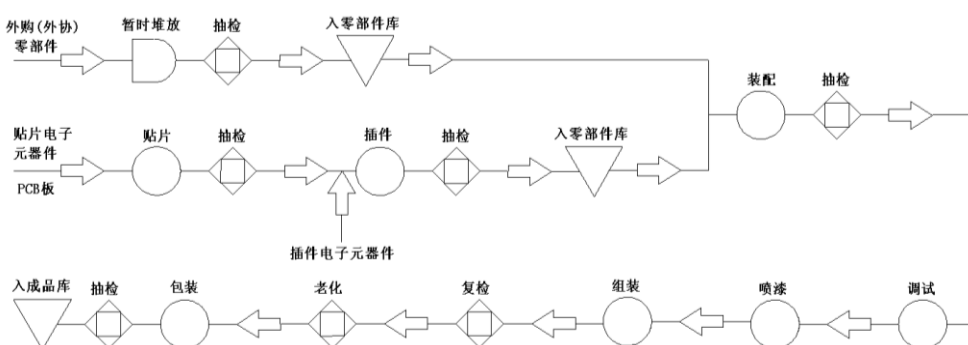 外购(外协)
零部件
暂时堆放
抽检
入零部件库
装配
抽检
贴片电子
元器件
PCB板
贴片
抽检
插件
抽检
入零部件库
插件电子元器件
入成品库
抽检
包装
老化
复检
组装
喷漆
调试